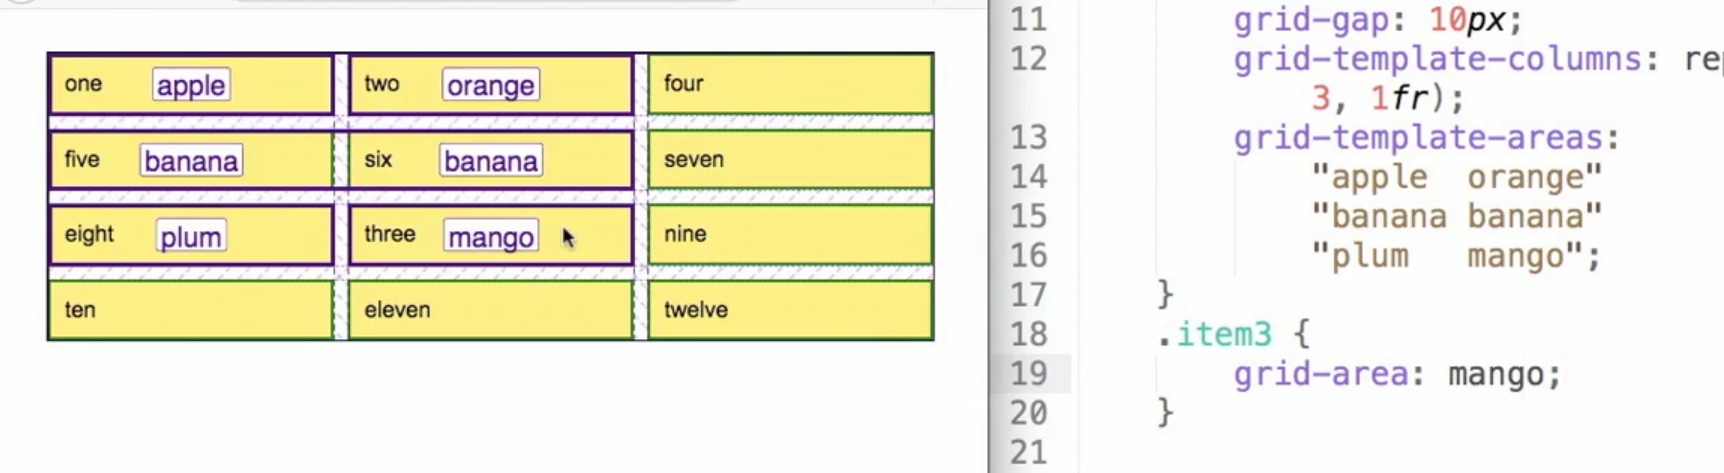 one apple two orange four
five banana six banana seven
eight plum three mango nine
ten eleven twelve
11 grid-gap: 10px;
12 grid-template-columns:
3, 1fr);
13 grid-template-areas:
14 "apple orange"
15 "banana banana"
16 "plum mango";
17 }
18 .item3 {
19 grid-area: mango;
20 }
21